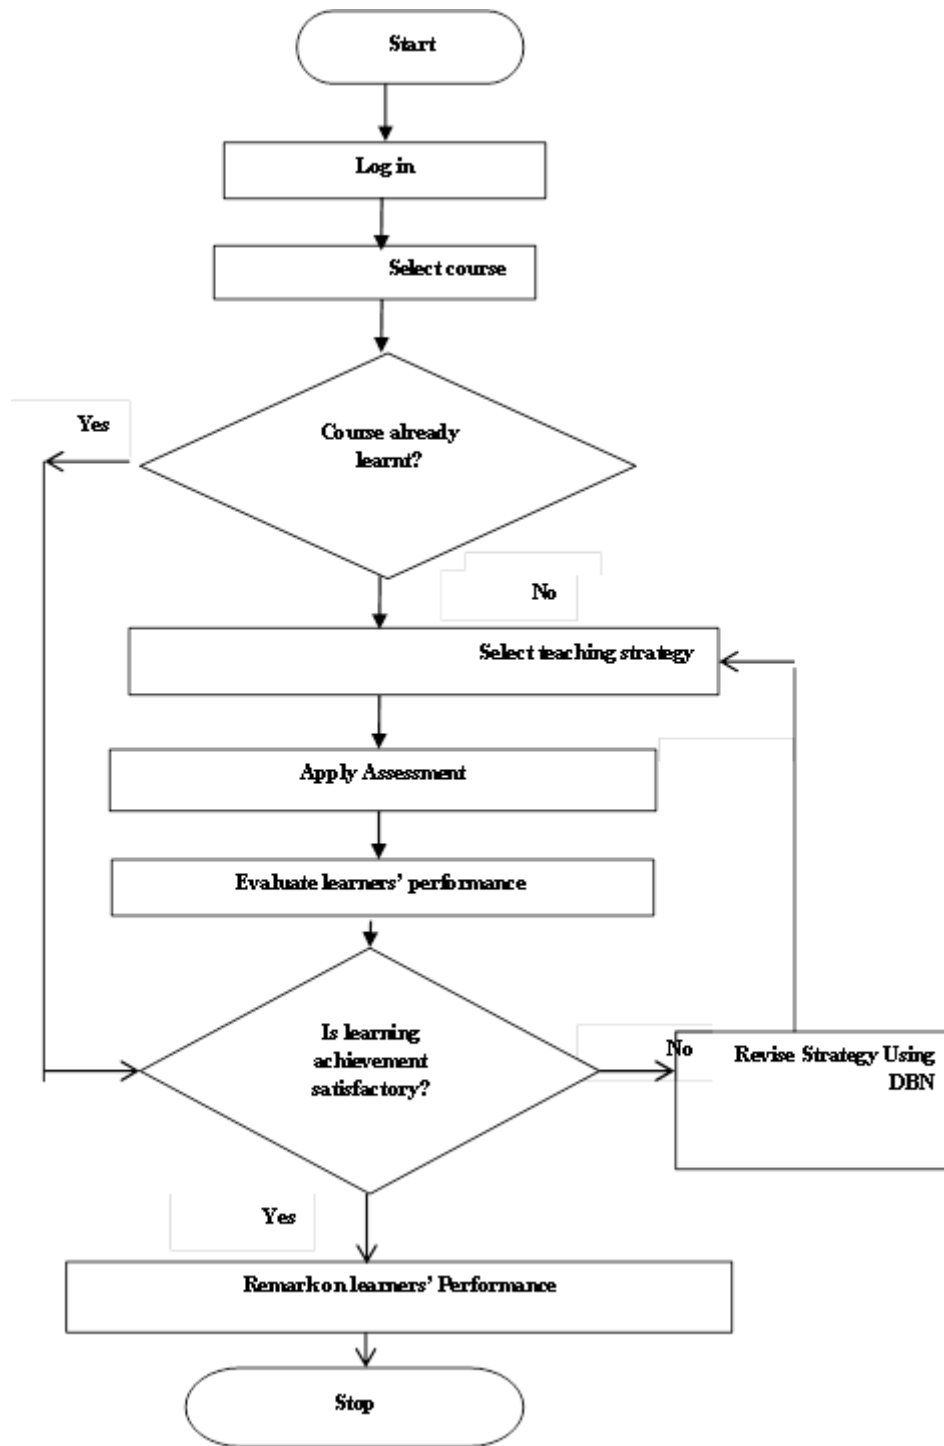 Start
Log in
Select course
Yes
Course already
learnt?
No
Select teaching strategy
Apply Assessment
Evaluate learners’ performance
Is learning
achievement
satisfactory?
No
Revise Strategy Using
DBN
Yes
Remark on learners’ Performance
Stop